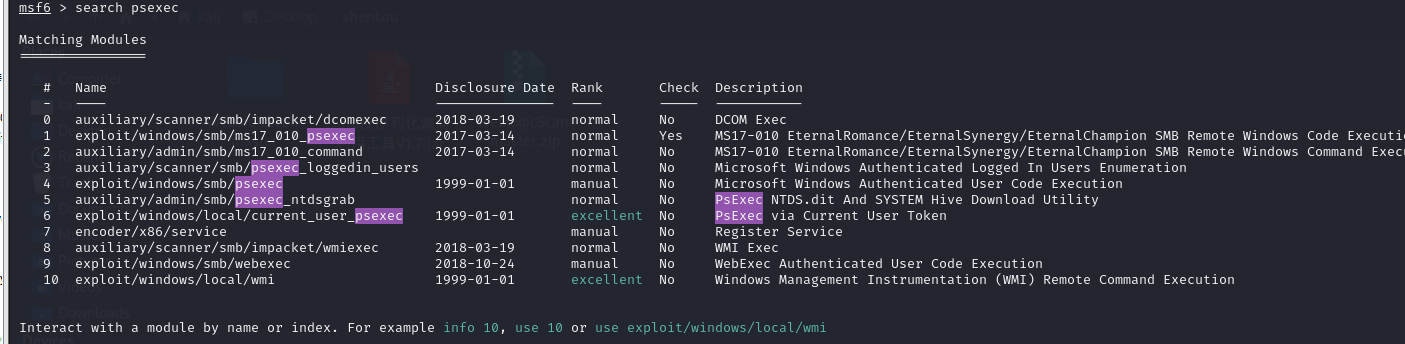 msf6 > search psexec
Matching Modules
# Name Disclosure Date Rank Check Description
- ---- --------------- ---- ----- -----------
0 auxiliary/scanner/smb/impacket/dcomexec 2018-03-19 normal No DCOM Exec
1 exploit/windows/smb/ms17_010_psexec 2017-03-14 normal Yes MS17-010 EternalRomance/EternalSynergy/EternalChampion SMB Remote Windows Code Executi
2 auxiliary/admin/smb/ms17_010_command 2017-03-14 normal No MS17-010 EternalRomance/EternalSynergy/EternalChampion SMB Remote Windows Command Exec
3 auxiliary/scanner/smb/psexec_loggedin_users normal No Microsoft Windows Authenticated Logged In Users Enumeration
4 exploit/windows/smb/psexec 1999-01-01 manual No Microsoft Windows Authenticated User Code Execution
5 auxiliary/admin/smb/psexec_ntdsgrab normal No PsExec NTDS.dit And SYSTEM Hive Download Utility
6 exploit/windows/local/current_user_psexec 1999-01-01 excellent No PsExec via Current User Token
7 encoder/x86/service manual No Register Service
8 auxiliary/scanner/smb/impacket/wmiexec 2018-03-19 normal No WMI Exec
9 exploit/windows/smb/webexec 2018-10-24 manual No WebExec Authenticated User Code Execution
10 exploit/windows/local/wmi 1999-01-01 excellent No Windows Management Instrumentation (WMI) Remote Command Execution
Interact with a module by name or index. For example info 10, use 10 or use exploit/windows/local/wmi